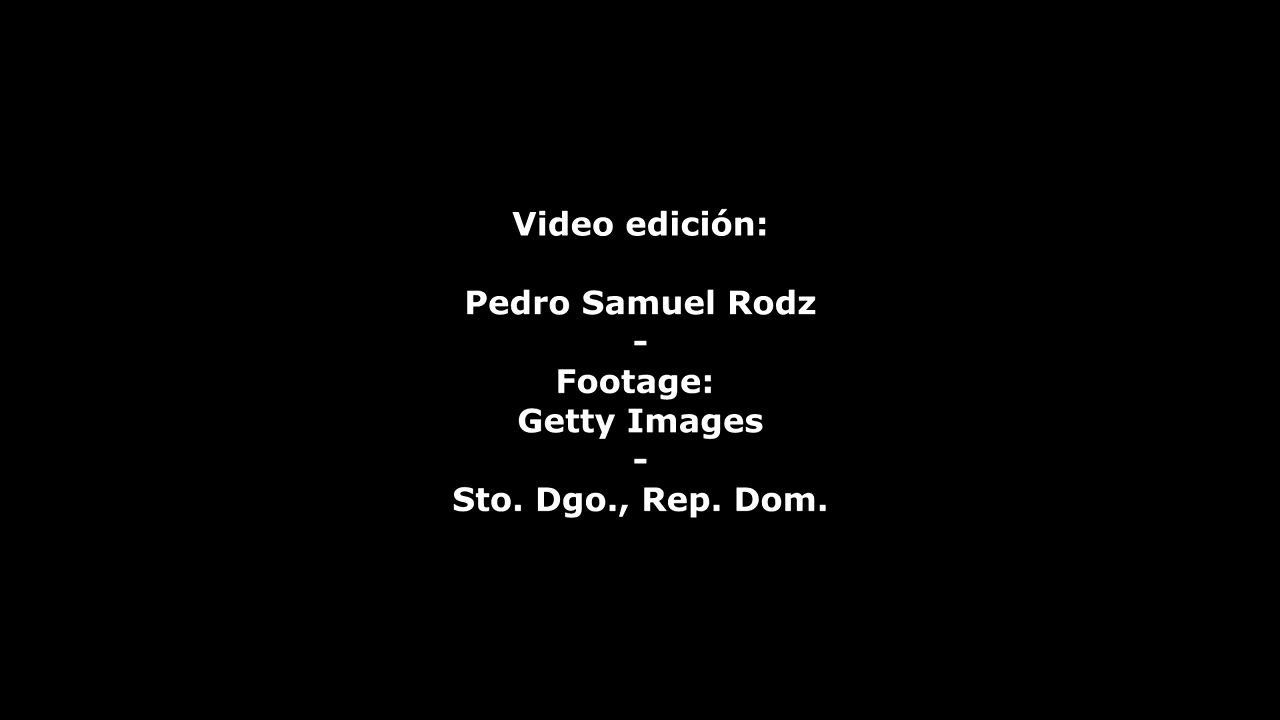 Video edición:
Pedro Samuel Rodz
-
Footage:
Getty Images
-
Sto. Dgo., Rep. Dom.